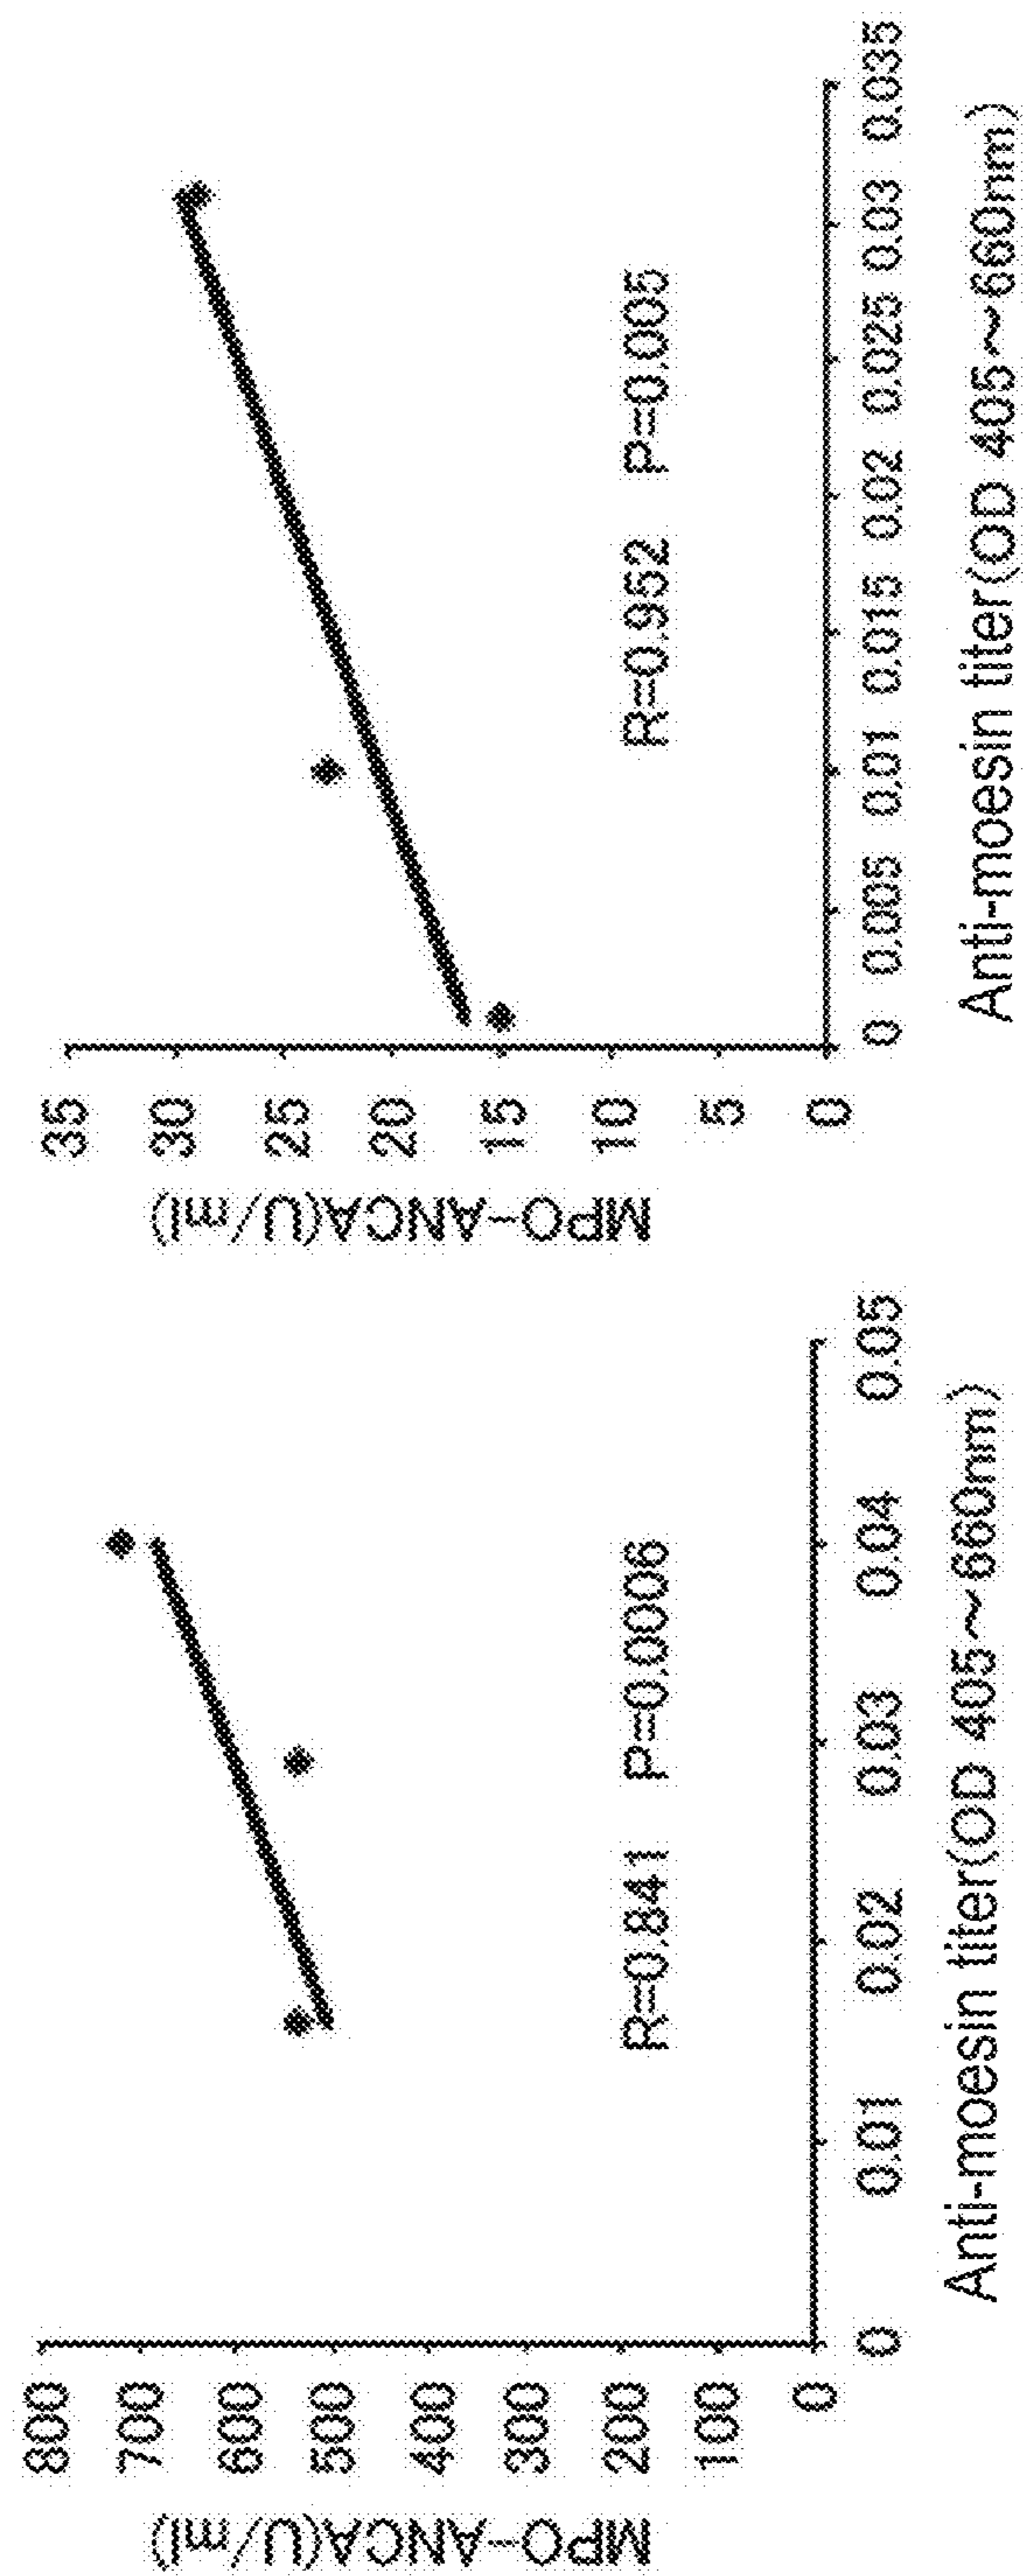 MPO-ANCA(U/ml)
800
700
600
500
400
300
200
100
0
R=0.841 P=0.0006
0 0.01 0.02 0.03 0.04 0.05
Anti-moesin titer(OD 405~660nm)
MPO-ANCA(U/ml)
35
30
25
20
15
10
5
0
R=0.952 P=0.005
0 0.005 0.01 0.015 0.02 0.025 0.03 0.035
Anti-moesin titer(OD 405~660nm)